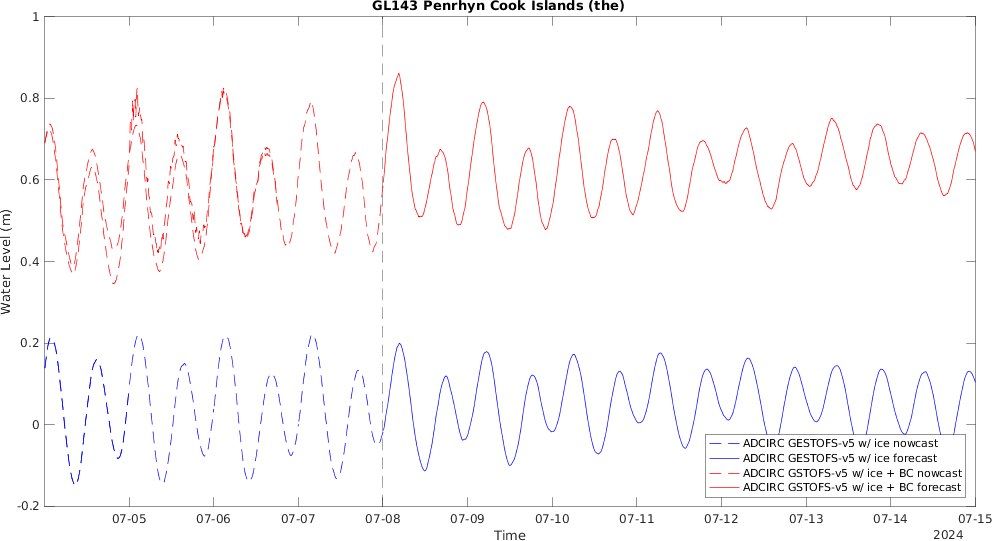 GL143 Penrhyn Cook Islands (the)
1
0.8
0.6
0.4
0.2
0
-0.2
Water Level (m)
ADCIRC GESTOFS-v5 w/ ice nowcast
ADCIRC GESTOFS-v5 w/ ice forecast
ADCIRC GSTOFS-v5 w/ ice + BC nowcast
ADCIRC GSTOFS-v5 w/ ice + BC forecast
07-05 07-06 07-07 07-08 07-09 07-10 07-11 07-12 07-13 07-14 07-15
Time
2024